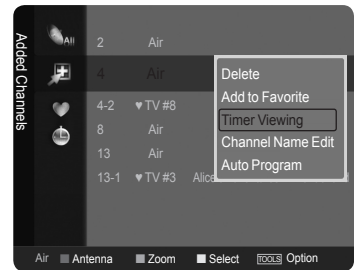 Added Channels
All
2 Air
4 Air
4-2 ♥ TV #8
8 Air
13 Air
13-1 ♥ TV #3 Alice
Delete
Add to Favorite
Timer Viewing
Channel Name Edit
Auto Program
Air Antenna Zoom Select TOOLS Option